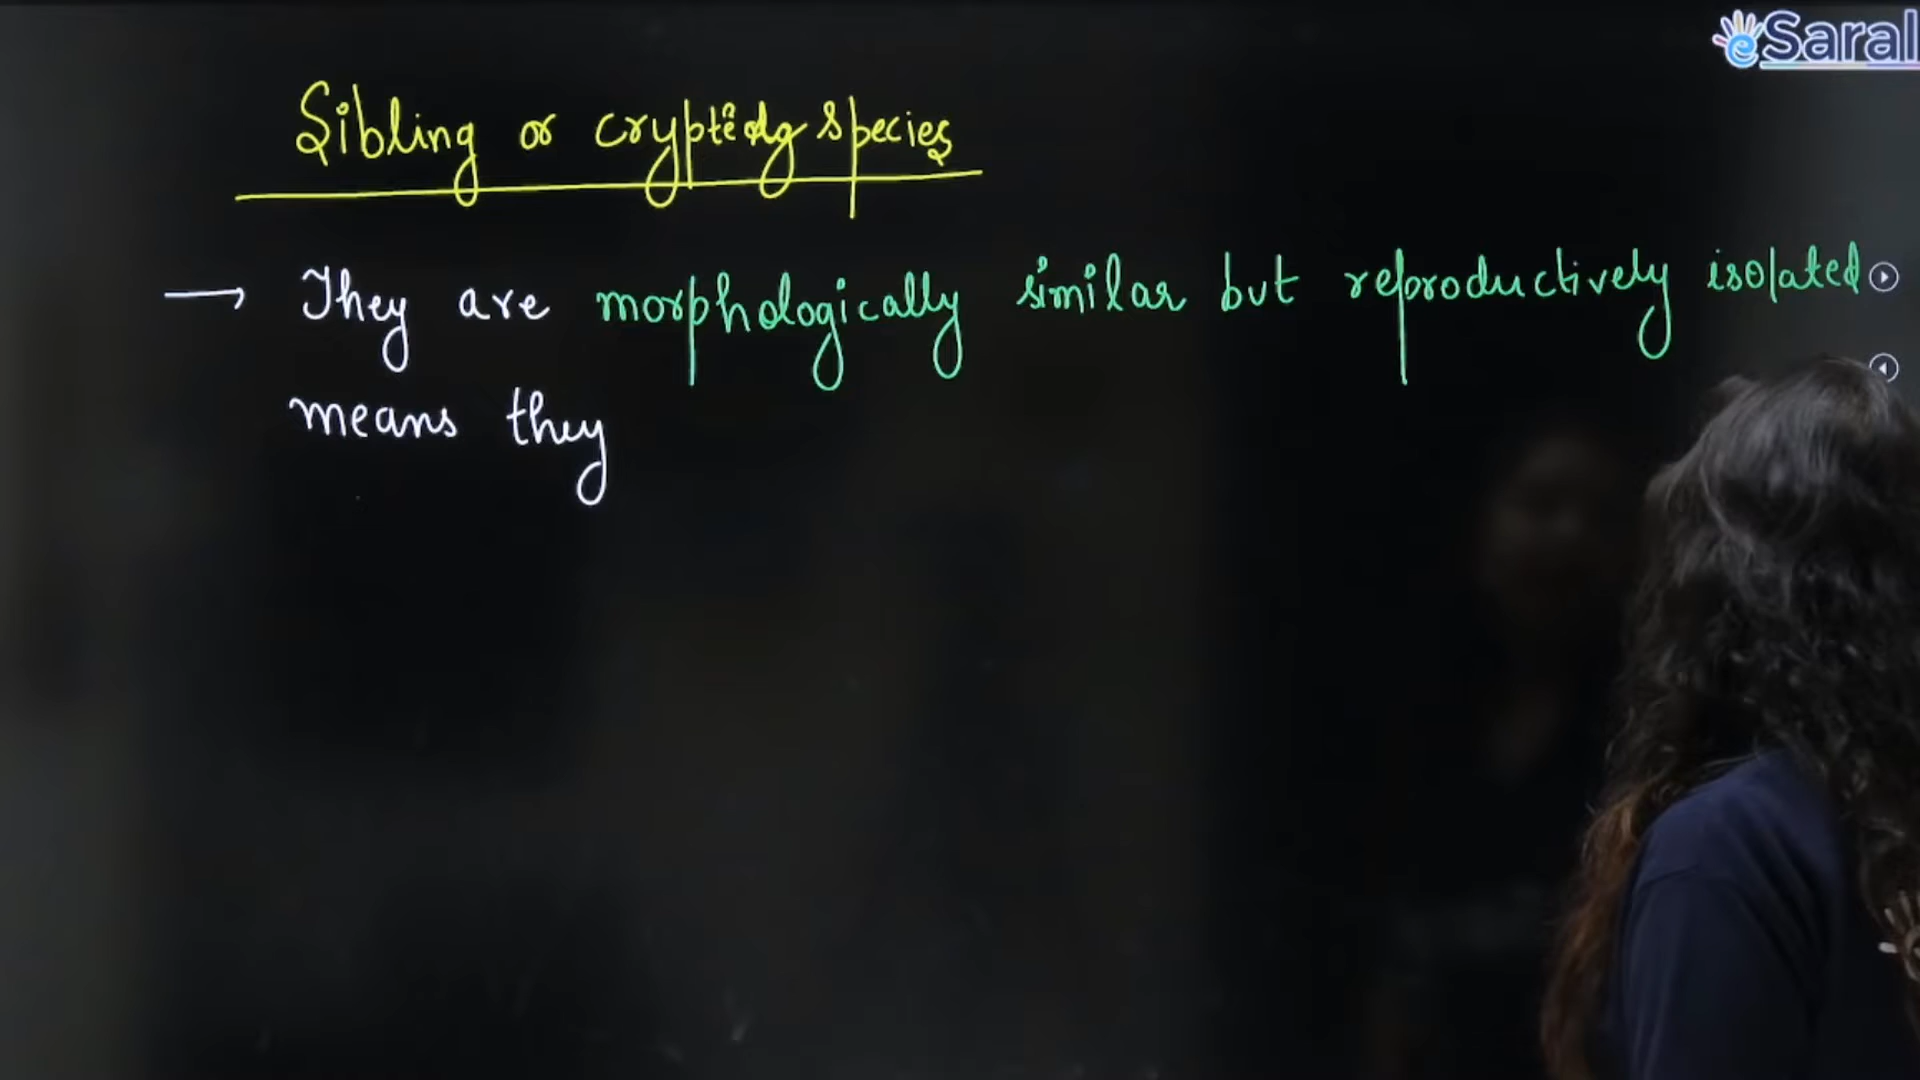 eSaral
Sibling or species
→ They are morphologically similar but reproductively isolated
means they